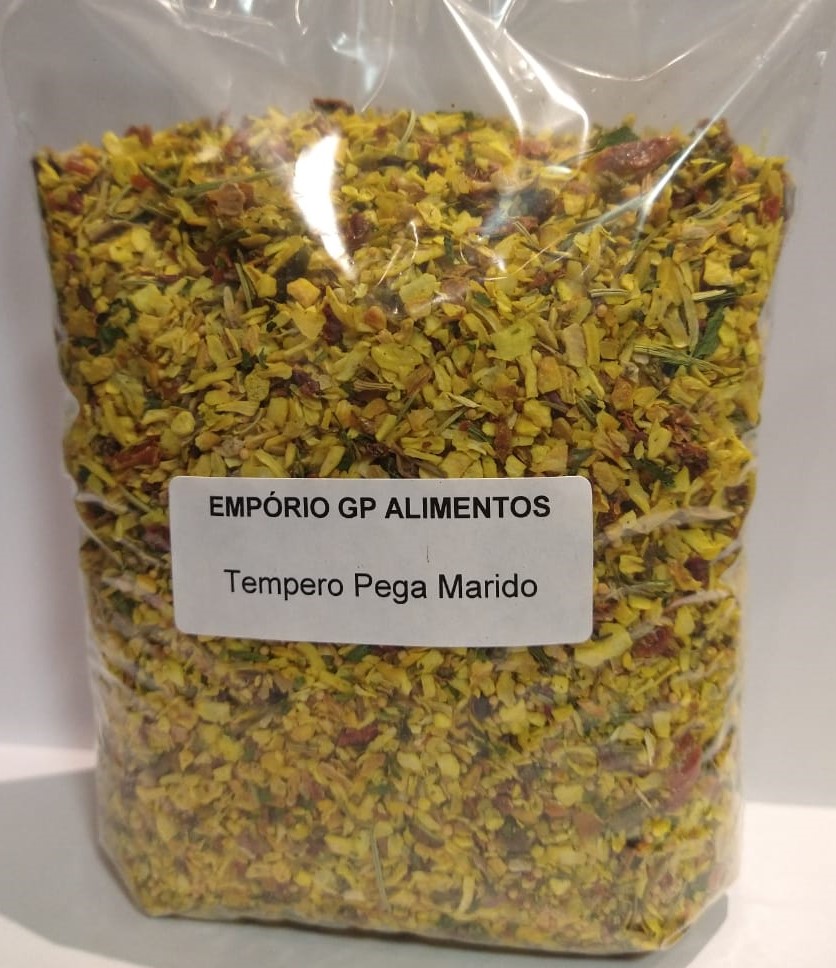 EMPÓRIO GP ALIMENTOS
Tempero Pega Marido